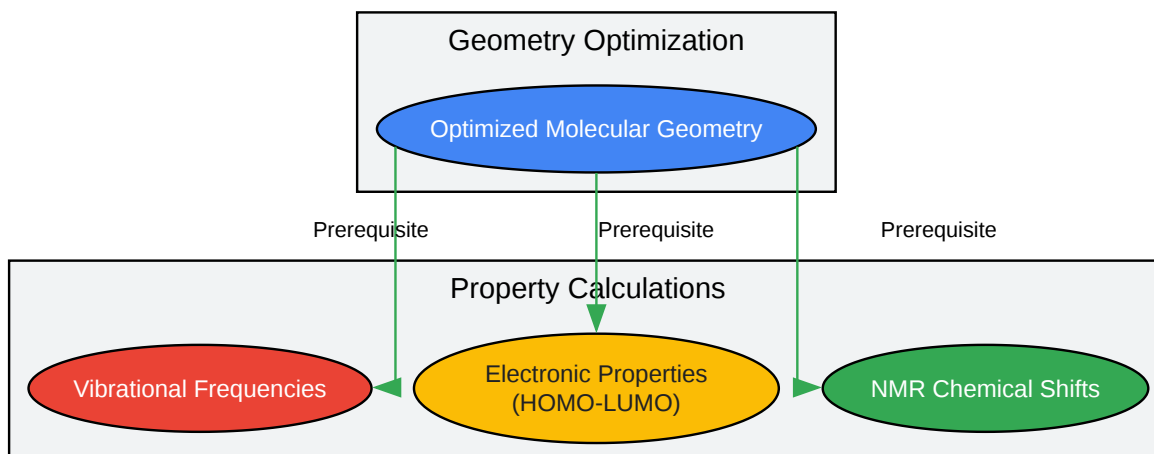 Geometry Optimization
Optimized Molecular Geometry
Prerequisite
Prerequisite
Prerequisite
Property Calculations
Vibrational Frequencies
Electronic Properties
(HOMO-LUMO)
NMR Chemical Shifts